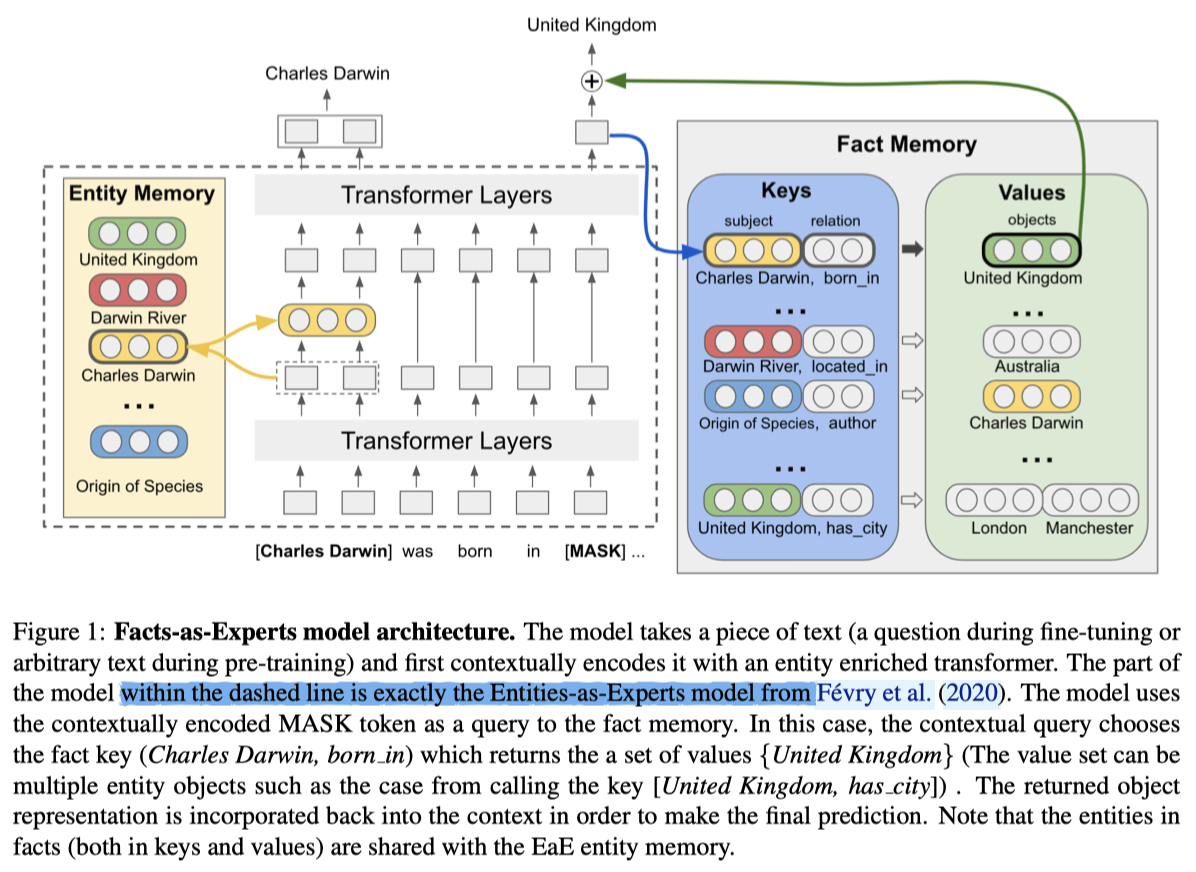 United Kingdom
Charles Darwin
+
Fact Memory
Entity Memory
Transformer Layers
Keys
Values
subject relation
objects
United Kingdom
Charles Darwin, born_in
United Kingdom
...
...
Darwin River
Charles Darwin
Darwin River, located_in
Australia
...
Origin of Species, author
Charles Darwin
Transformer Layers
...
...
Origin of Species
United Kingdom, has_city
London Manchester
[Charles Darwin] was born in [MASK] ...
Figure 1: Facts-as-Experts model architecture. The model takes a piece of text (a question during fine-tuning or
arbitrary text during pre-training) and first contextually encodes it with an entity enriched transformer. The part of
the model within the dashed line is exactly the Entities-as-Experts model from Févry et al. (2020). The model uses
the contextually encoded MASK token as a query to the fact memory. In this case, the contextual query chooses
the fact key (Charles Darwin, born_in) which returns the a set of values {United Kingdom} (The value set can be
multiple entity objects such as the case from calling the key [United Kingdom, has_city]) . The returned object
representation is incorporated back into the context in order to make the final prediction. Note that the entities in
facts (both in keys and values) are shared with the EaE entity memory.